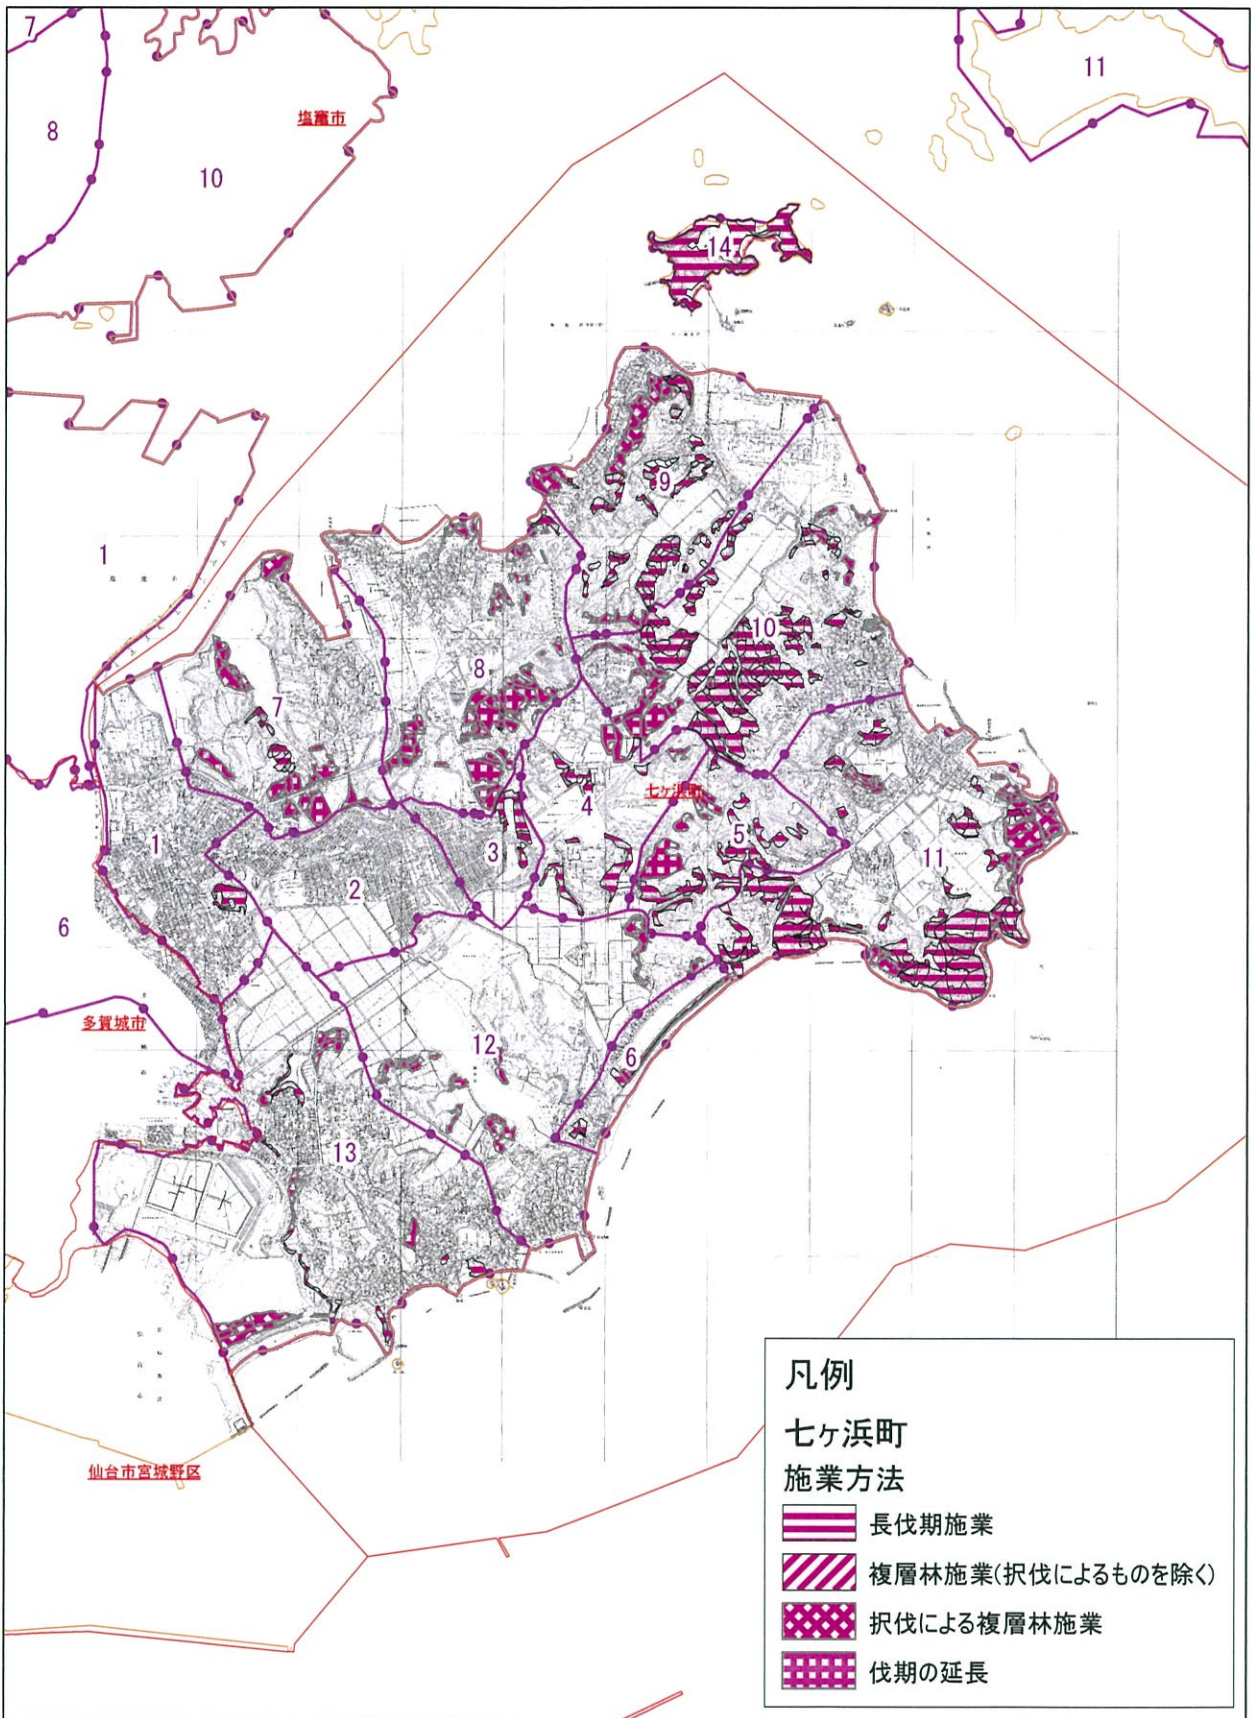 7
11
8
塩竈市
10
14
9
1
10
8
7
七ヶ浜町
4
1
5
3
11
2
6
多賀城市
12
6
13
仙台市宮城野区
凡例
七ヶ浜町
施業方法
長伐期施業
複層林施業(択伐によるものを除く)
択伐による複層林施業
伐期の延長